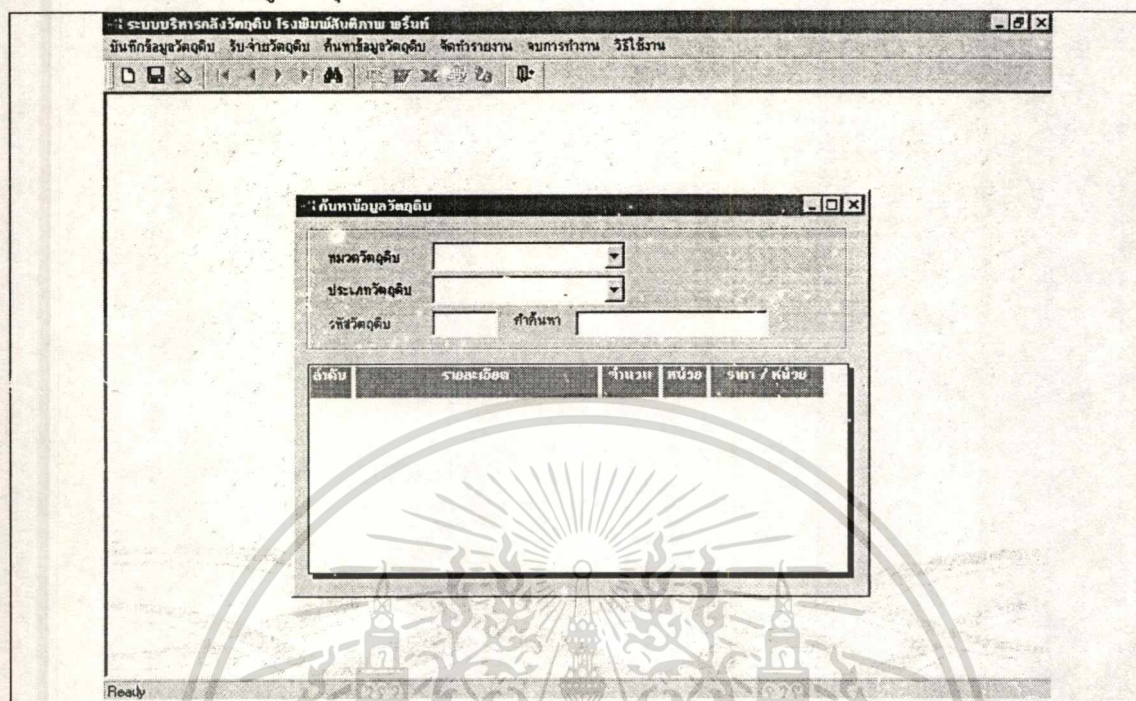 ระบบบริหารคลังวัตถุดิบ โรงพิมพ์สันติภาพ พริ้นท์
บันทึกข้อมูลวัตถุดิบ รับ-จ่ายวัตถุดิบ ค้นหาข้อมูลวัตถุดิบ จัดทำรายงาน จบการทำงาน วิธีใช้งาน
ค้นหาข้อมูลวัตถุดิบ
หมวดวัตถุดิบ
ประเภทวัตถุดิบ
รหัสวัตถุดิบ คำค้นหา
ลำดับ รายละเอียด จำนวน หน่วย ราคา / หน่วย
Ready